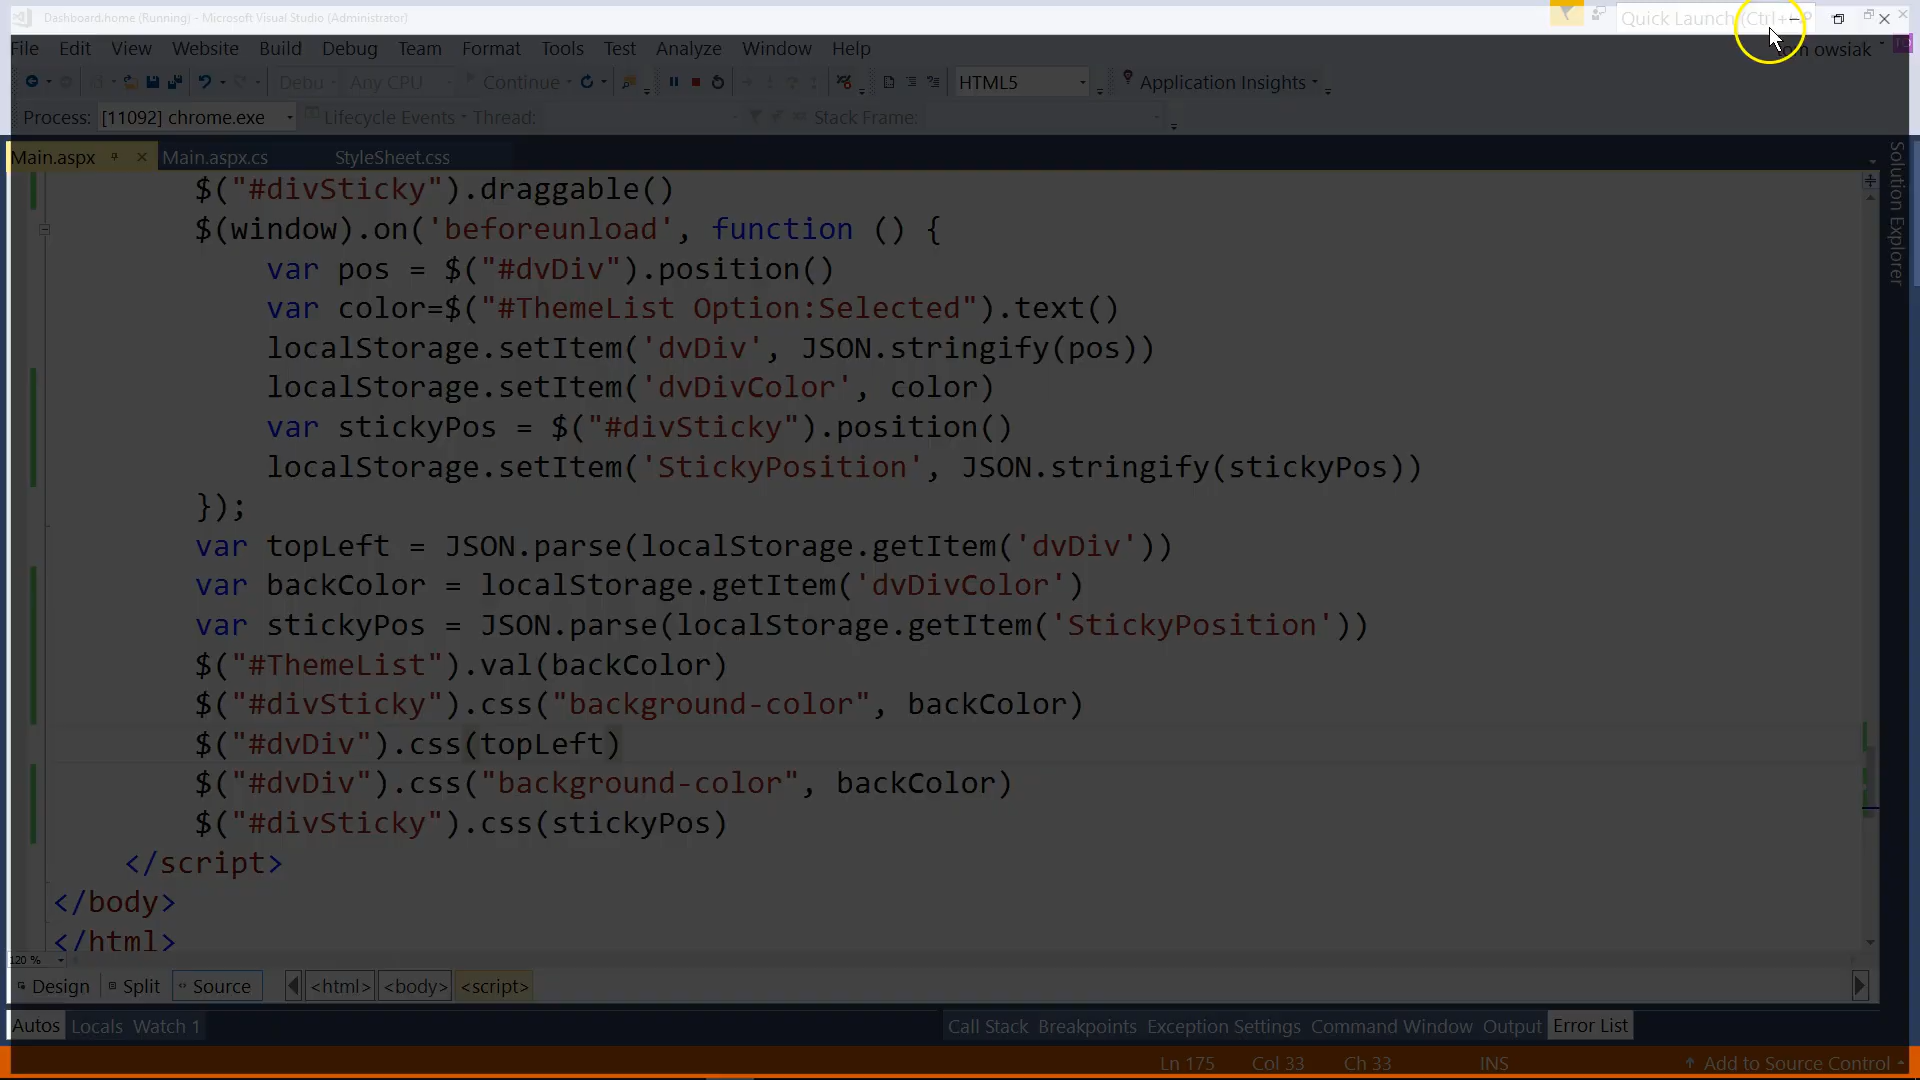 Dashboard.home (Running) - Microsoft Visual Studio (Administrator)
Quick Launch (Ctrl+
File Edit View Website Build Debug Team Format Tools Test Analyze Window Help
owsiak
TO
Debug Any CPU Continue HTML5 Application Insights
Process: [11092] chrome.exe Lifecycle Events Thread: Stack Frame:
Main.aspx Main.aspx.cs StyleSheet.css
Solution Explorer
$("#divSticky").draggable()
$(window).on('beforeunload', function () {
var pos = $("#dvDiv").position()
var color=$("#ThemeList Option:Selected").text()
localStorage.setItem('dvDiv', JSON.stringify(pos))
localStorage.setItem('dvDivColor', color)
var stickyPos = $("#divSticky").position()
localStorage.setItem('StickyPosition', JSON.stringify(stickyPos))
});
var topLeft = JSON.parse(localStorage.getItem('dvDiv'))
var backColor = localStorage.getItem('dvDivColor')
var stickyPos = JSON.parse(localStorage.getItem('StickyPosition'))
$("#ThemeList").val(backColor)
$("#divSticky").css("background-color", backColor)
$("#dvDiv").css(topLeft)
$("#dvDiv").css("background-color", backColor)
$("#divSticky").css(stickyPos)
</script>
</body>
</html>
120 %
Design Split Source <html> <body> <script>
Autos Locals Watch 1 Call Stack Breakpoints Exception Settings Command Window Output Error List
Ln 175 Col 33 Ch 33 INS Add to Source Control